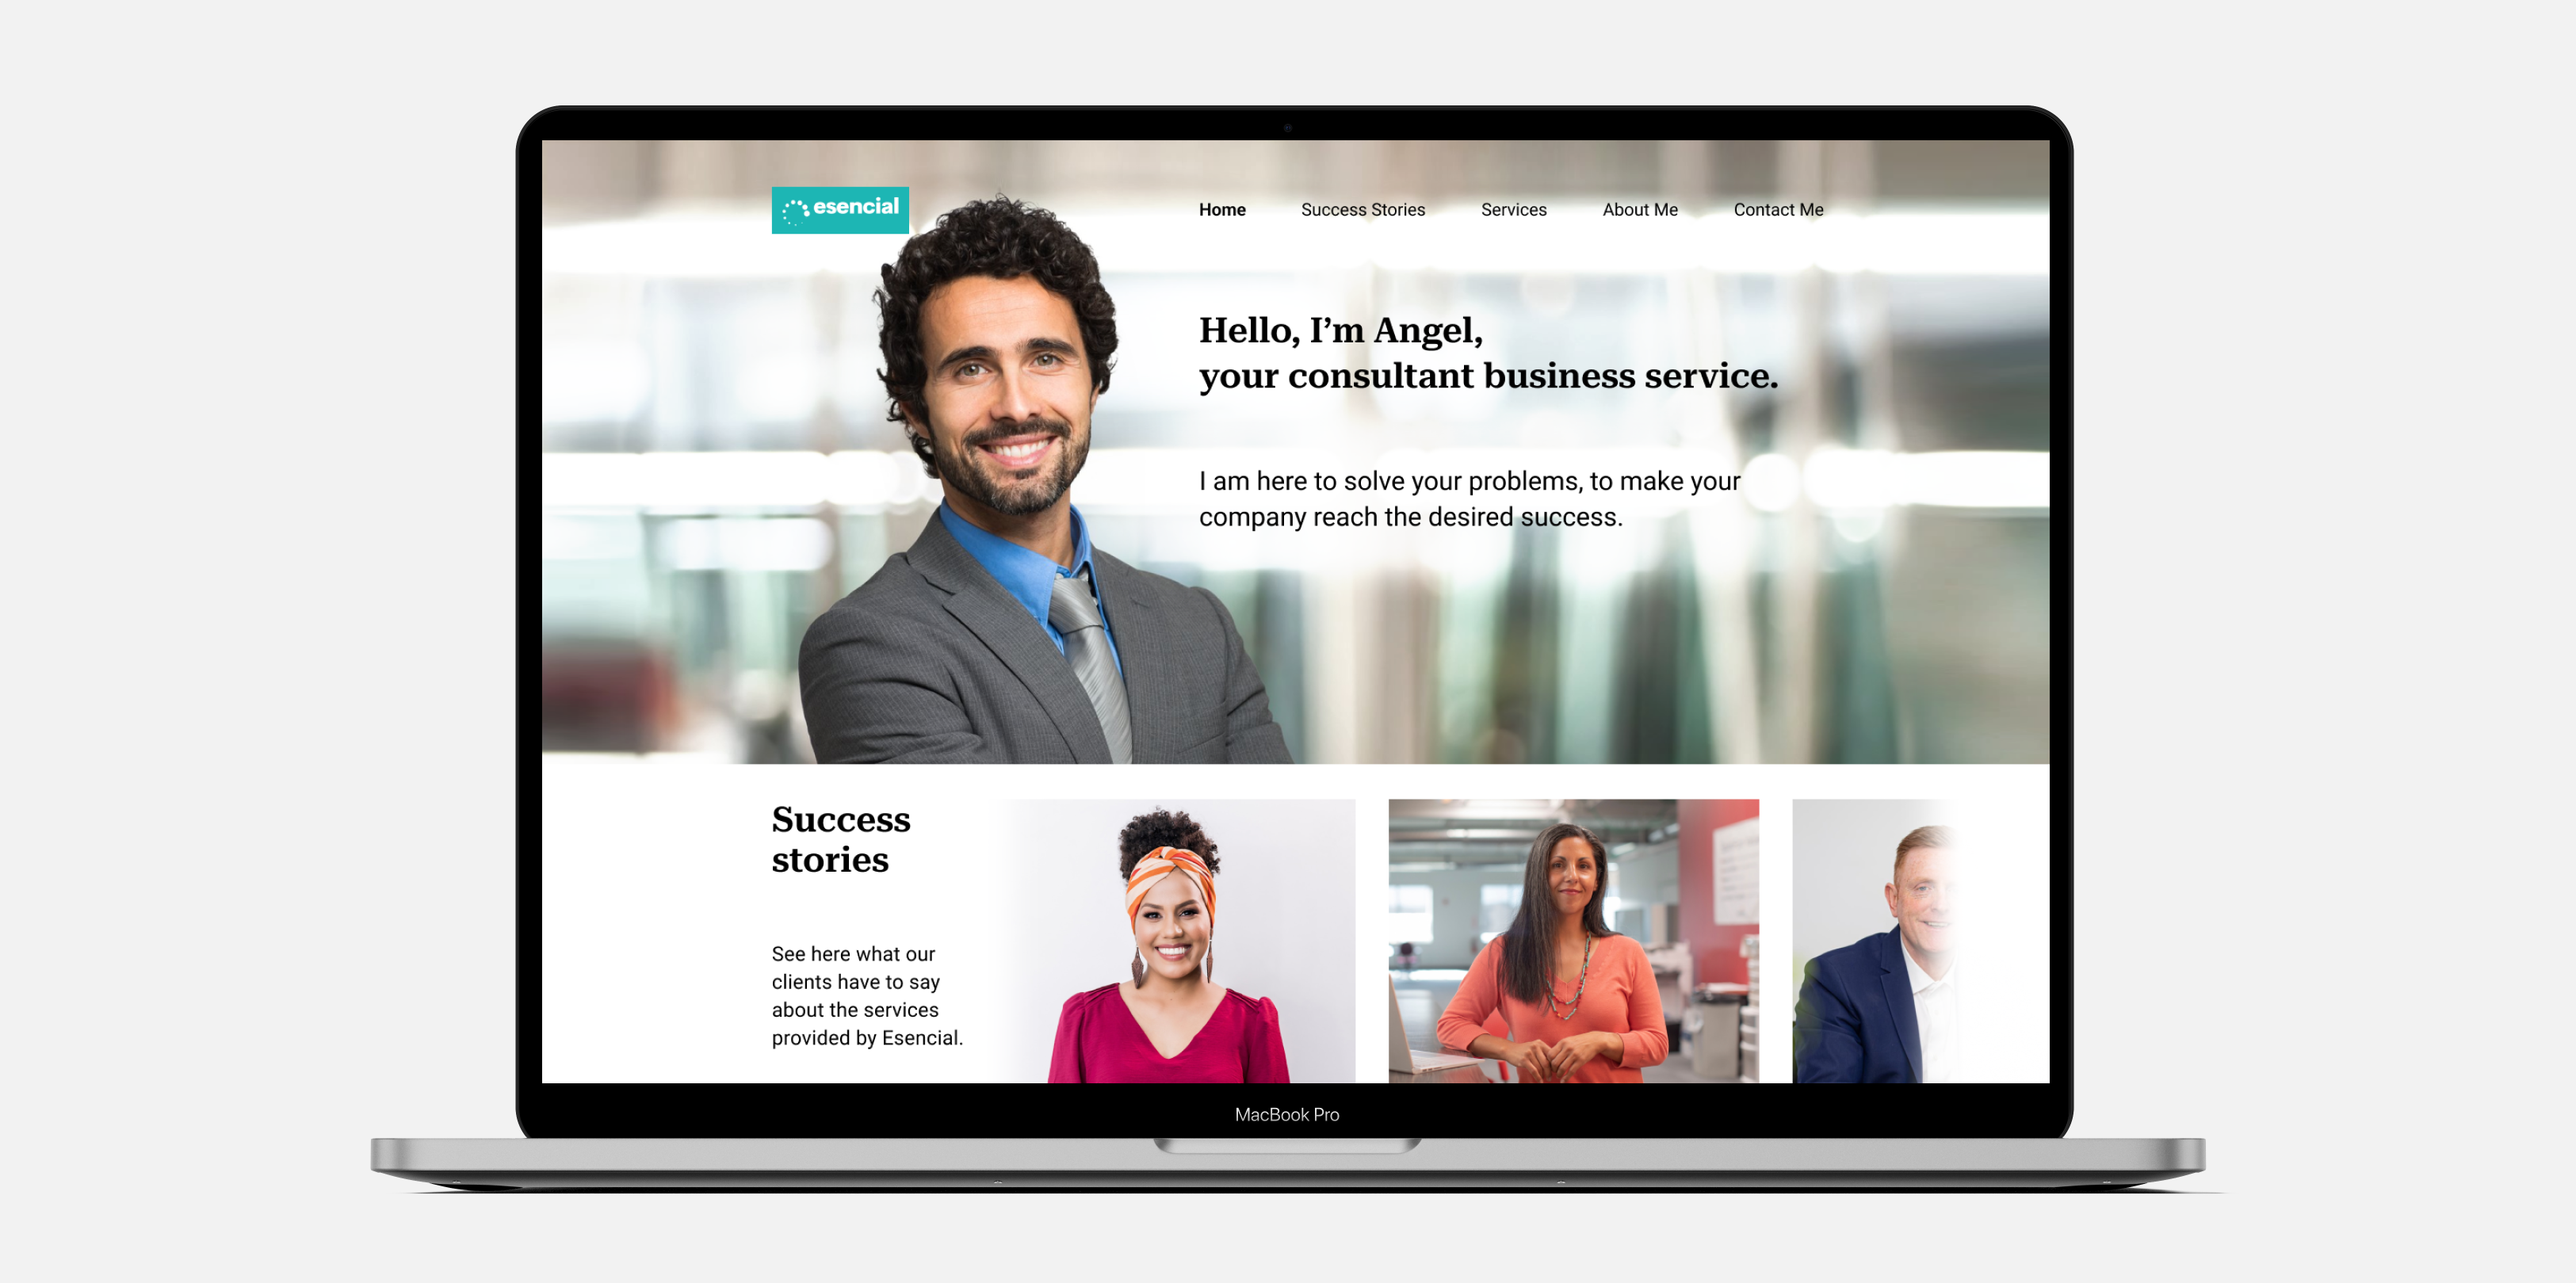 esencial
Home Success Stories Services About Me Contact Me
Hello, I’m Angel,
your consultant business service.
I am here to solve your problems, to make your
company reach the desired success.
Success
stories
See here what our
clients have to say
about the services
provided by Esencial.
MacBook Pro